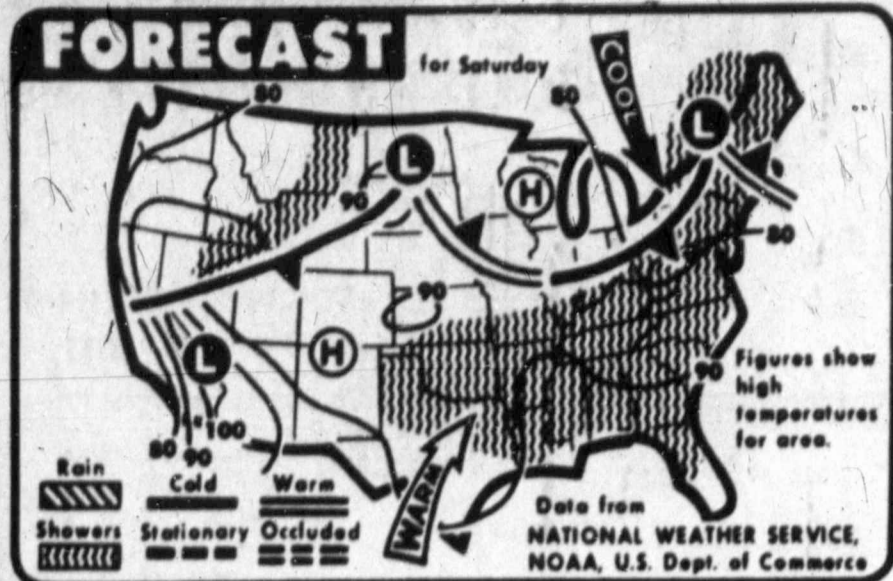 FORECAST
for Saturday
80
80
COOL
L
L
H
90
80
90
H
L
90
Figures show
high
temperatures
for area.
100
80
90
WARM
Rain
Cold
Warm
Showers
Stationary
Occluded
Data from
NATIONAL WEATHER SERVICE,
NOAA, U.S. Dept. of Commerce